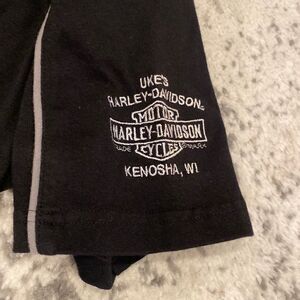 UKE'S
HARLEY-DAVIDSON
MOTOR
HARLEY-DAVIDSON
CYCLES
KENOSHA, WI